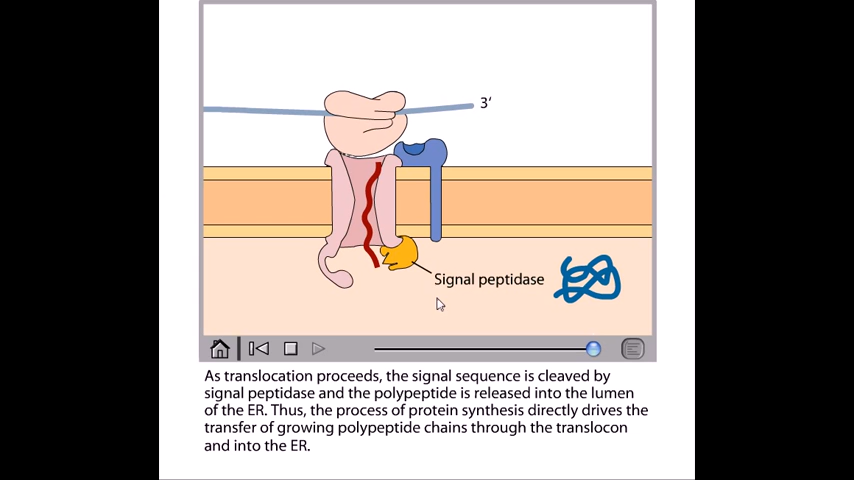 3'
Signal peptidase
As translocation proceeds, the signal sequence is cleaved by
signal peptidase and the polypeptide is released into the lumen
of the ER. Thus, the process of protein synthesis directly drives the
transfer of growing polypeptide chains through the translocon
and into the ER.